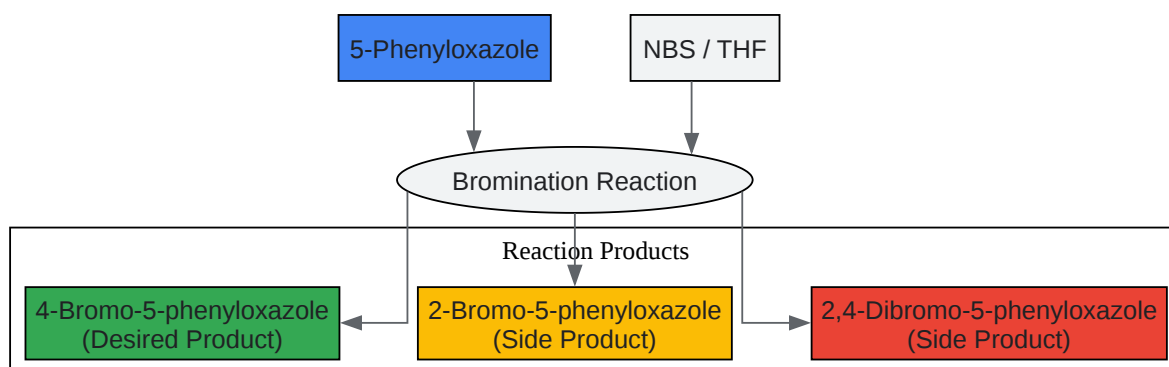 5-Phenyloxazole
NBS / THF
Bromination Reaction
Reaction Products
4-Bromo-5-phenyloxazole
(Desired Product)
2-Bromo-5-phenyloxazole
(Side Product)
2,4-Dibromo-5-phenyloxazole
(Side Product)